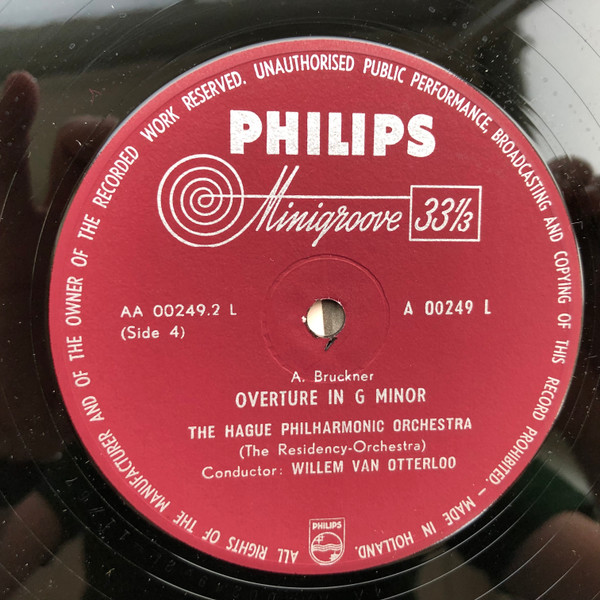 ALL RIGHTS OF THE MANUFACTURER AND OF THE OWNER OF THE RECORDED WORK RESERVED. UNAUTHORISED PUBLIC PERFORMANCE, BROADCASTING AND COPYING OF THIS RECORD PROHIBITED. – MADE IN HOLLAND.
PHILIPS
Minigroove 33⅓
AA 00249.2 L
(Side 4)
A 00249 L
A. Bruckner
OVERTURE IN G MINOR
THE HAGUE PHILHARMONIC ORCHESTRA
(The Residency-Orchestra)
Conductor: WILLEM VAN OTTERLOO
PHILIPS